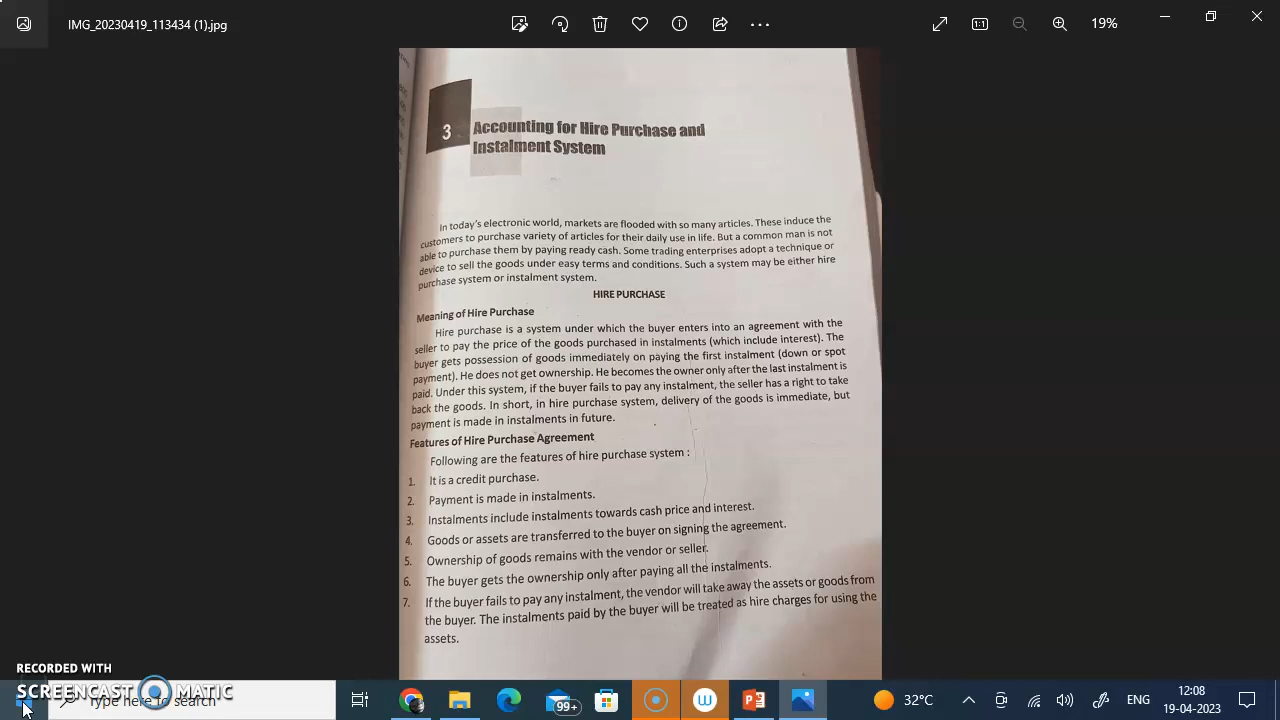 IMG_20230419_113434 (1).jpg
19%
3
Accounting for Hire Purchase and
Instalment System
In today's electronic world, markets are flooded with so many articles. These induce the
customers to purchase variety of articles for their daily use in life. But a common man is not
able to purchase them by paying ready cash. Some trading enterprises adopt a technique or
device to sell the goods under easy terms and conditions. Such a system may be either hire
purchase system or instalment system.
HIRE PURCHASE
Meaning of Hire Purchase
Hire purchase is a system under which the buyer enters into an agreement with the
seller to pay the price of the goods purchased in instalments (which include interest). The
buyer gets possession of goods immediately on paying the first instalment (down or spot
payment). He does not get ownership. He becomes the owner only after the last instalment is
paid. Under this system, if the buyer fails to pay any instalment, the seller has a right to take
back the goods. In short, in hire purchase system, delivery of the goods is immediate, but
payment is made in instalments in future.
Features of Hire Purchase Agreement
Following are the features of hire purchase system :
1. It is a credit purchase.
2. Payment is made in instalments.
3. Instalments include instalments towards cash price and interest.
4. Goods or assets are transferred to the buyer on signing the agreement.
5. Ownership of goods remains with the vendor or seller.
6. The buyer gets the ownership only after paying all the instalments.
7. If the buyer fails to pay any instalment, the vendor will take away the assets or goods from
the buyer. The instalments paid by the buyer will be treated as hire charges for using the
assets.
RECORDED WITH
SCREENCAST MATIC
Type here to search
99+
32°C
ENG
12:08
19-04-2023